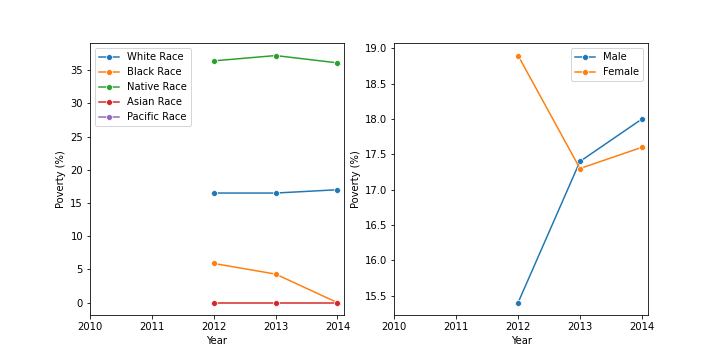 White Race
Black Race
Native Race
Asian Race
Pacific Race
35
30
25
20
15
10
5
0
Poverty (%)
2010 2011 2012 2013 2014
Year
Male
Female
19.0
18.5
18.0
17.5
17.0
16.5
16.0
15.5
Poverty (%)
2010 2011 2012 2013 2014
Year